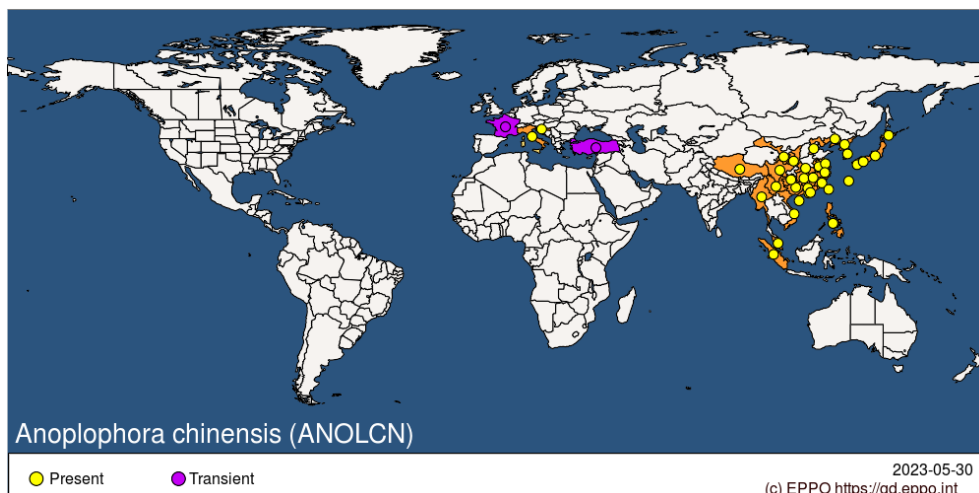 Anoplophora chinensis (ANOLCN)
Present
Transient
2023-05-30
(c) EPPO https://gd.eppo.int